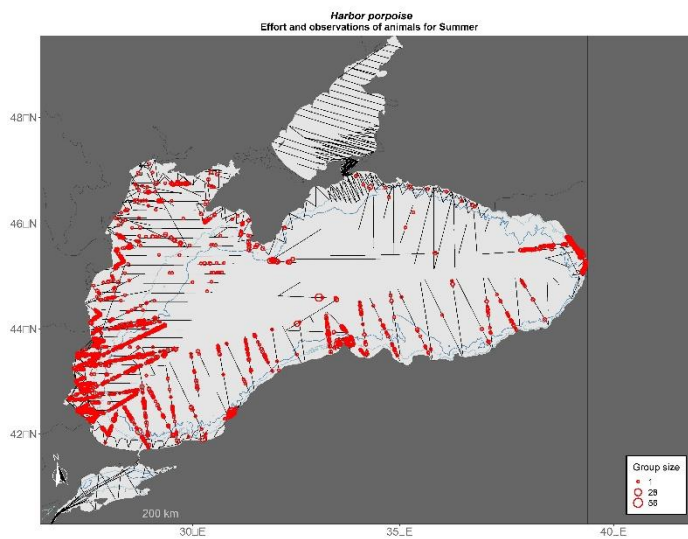 Harbor porpoise
Effort and observations of animals for Summer
48□N
46□N
44□N
42□N
N
200 km
30□E
35□E
40□E
Group size
1
28
56